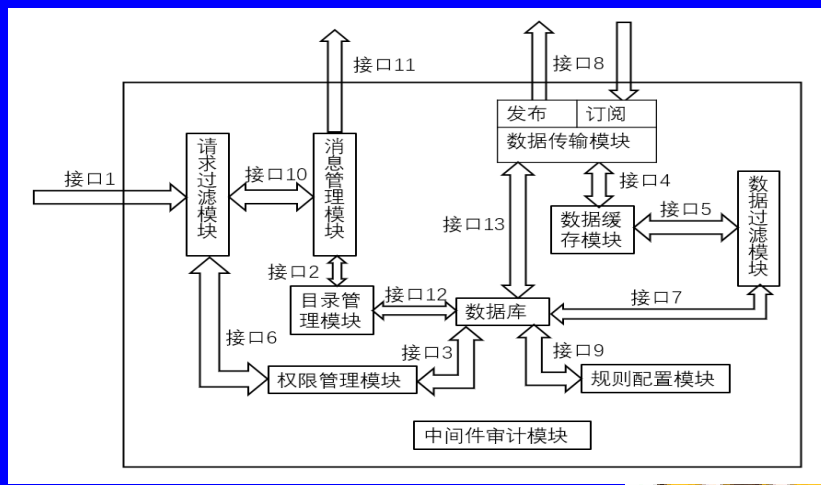 接口11
接口8
发布
订阅
数据传输模块
请求过滤模块
消息管理模块
接口1
接口10
接口4
数据过滤模块
接口5
数据缓存模块
接口13
接口2
目录管
理模块
接口12
数据库
接口7
接口6
接口3
接口9
权限管理模块
规则配置模块
中间件审计模块